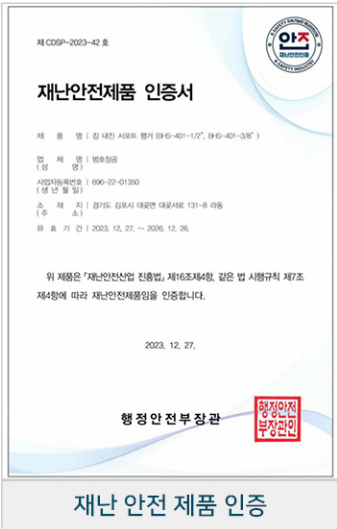 제 CDSP-2023-42 호
안전
재난안전인증
K-SAFETY INDUSTRY
재난안전제품 인증서
제 품 명 | 킹 내진 서포트 행거 (BHS-401-1/2", BHS-401-3/8" )
업 체 명 | 범호정공
( 성 명 )
사업자등록번호 | 696-22-01350
( 생 년 월 일 )
소 재 지 | 경기도 김포시 대곶면 대곶서로 131-8 라동
( 주 소 )
유 효 기 간 | 2023. 12. 27. ~ 2026. 12. 26.
위 제품은 「재난안전산업 진흥법」 제16조제4항, 같은 법 시행규칙 제7조
제4항에 따라 재난안전제품임을 인증합니다.
2023. 12. 27.
행정안전부장관
행정안전
부장관인
재난 안전 제품 인증